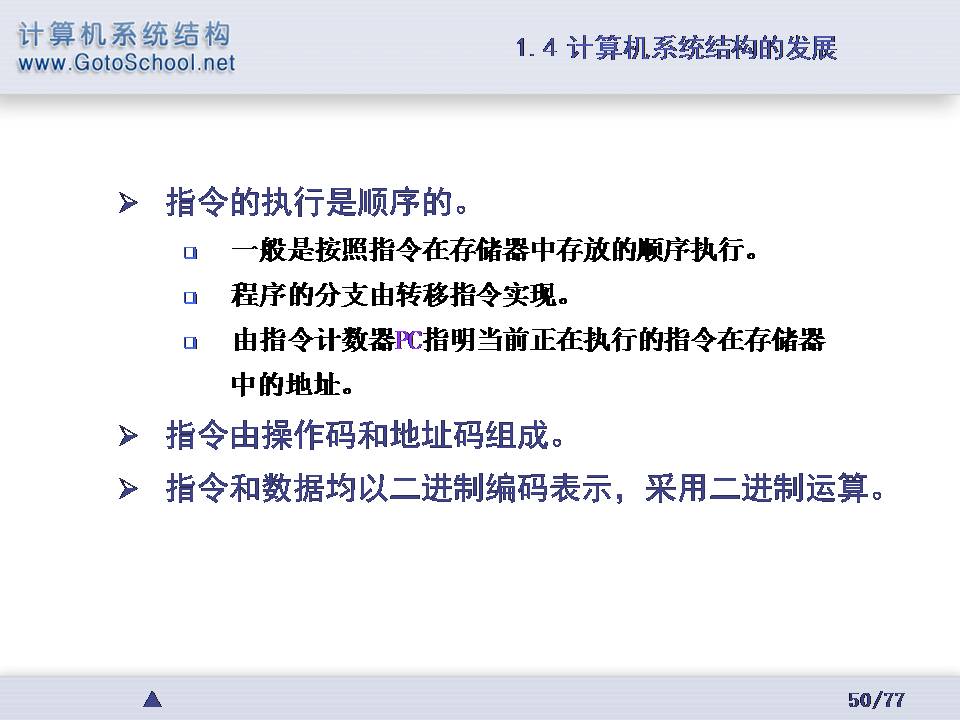 计算机系统结构
www.GotoSchool.net
1.4 计算机系统结构的发展
指令的执行是顺序的。
一般是按照指令在存储器中存放的顺序执行。
程序的分支由转移指令实现。
由指令计数器PC指明当前正在执行的指令在存储器
中的地址。
指令由操作码和地址码组成。
指令和数据均以二进制编码表示，采用二进制运算。
50/77